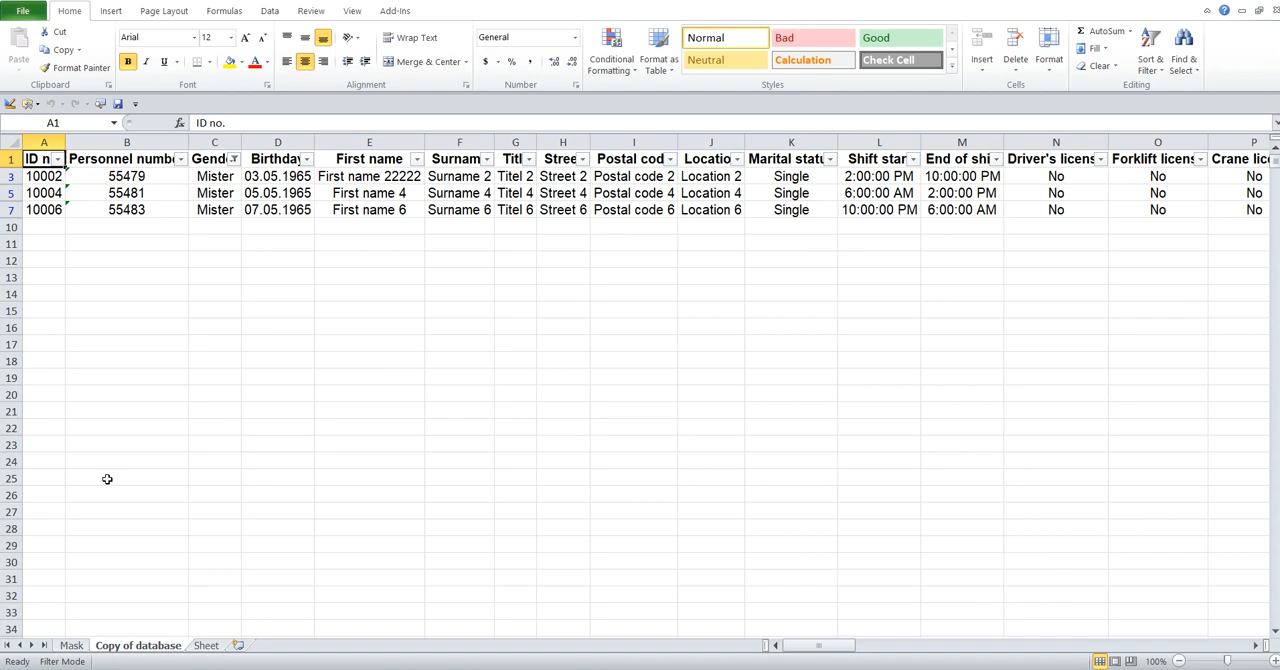 File Home Insert Page Layout Formulas Data Review View Add-Ins
Paste Cut Arial 12 Wrap Text General Conditional Formatting Format as Table Normal Bad Good Insert Delete Format AutoSum Sort & Filter Find & Select
Copy Fill
Format Painter B I U A Merge & Center $ % , Neutral Calculation Check Cell Clear
Clipboard Font Alignment Number Styles Cells Editing
A1 fx ID no.
A B C D E F G H I J K L M N O P
1 ID n Personnel numb Gend Birthday First name Surnam Titl Stree Postal cod Locatio Marital stat Shift star End of shi Driver's licens Forklift licens Crane lic
3 10002 55479 Mister 03.05.1965 First name 22222 Surname 2 Titel 2 Street 2 Postal code 2 Location 2 Single 2:00:00 PM 10:00:00 PM No No No
5 10004 55481 Mister 05.05.1965 First name 4 Surname 4 Titel 4 Street 4 Postal code 4 Location 4 Single 6:00:00 AM 2:00:00 PM No No No
7 10006 55483 Mister 07.05.1965 First name 6 Surname 6 Titel 6 Street 6 Postal code 6 Location 6 Single 10:00:00 PM 6:00:00 AM No No No
10
11
12
13
14
15
16
17
18
19
20
21
22
23
24
25
26
27
28
29
30
31
32
33
34
Mask Copy of database Sheet
Ready Filter Mode 100%